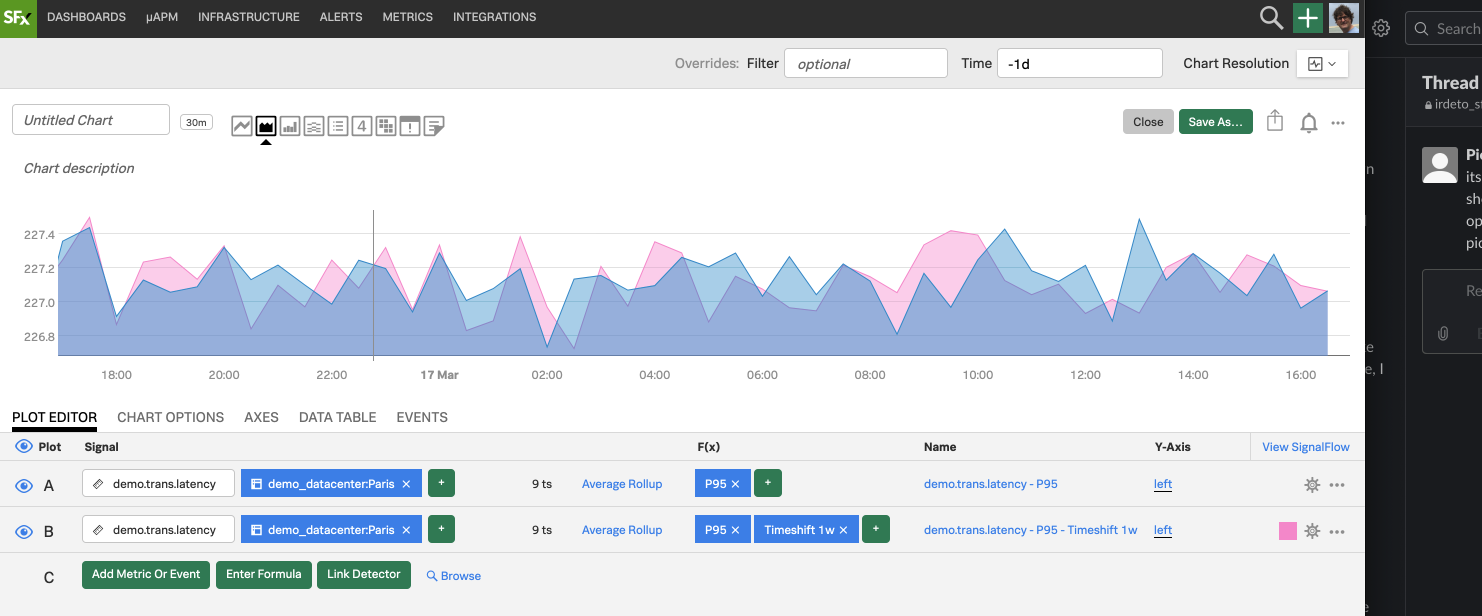 SFx DASHBOARDS µAPM INFRASTRUCTURE ALERTS METRICS INTEGRATIONS
Search
Overrides: Filter optional Time -1d Chart Resolution
Thread
Untitled Chart 30m 4 Close Save As... ...
Chart description
its
227.4
227.2
227.0
226.8
18:00 20:00 22:00 17 Mar 02:00 04:00 06:00 08:00 10:00 12:00 14:00 16:00
e, I
PLOT EDITOR CHART OPTIONS AXES DATA TABLE EVENTS
Plot Signal F(x) Name Y-Axis View SignalFlow
A demo.trans.latency demo_datacenter:Paris × + 9 ts Average Rollup P95 × + demo.trans.latency - P95 left
B demo.trans.latency demo_datacenter:Paris × + 9 ts Average Rollup P95 × Timeshift 1w × + demo.trans.latency - P95 - Timeshift 1w left
C Add Metric Or Event Enter Formula Link Detector Browse